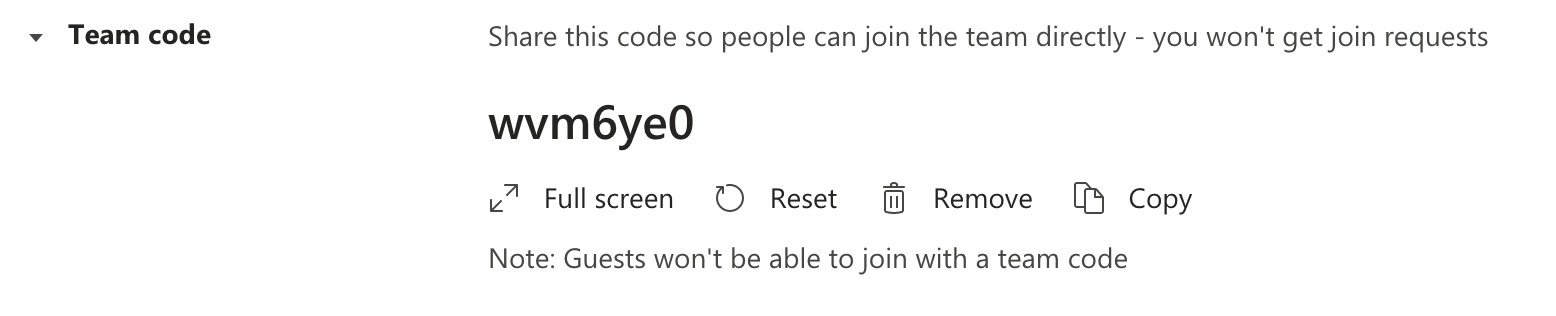 Team code
Share this code so people can join the team directly - you won't get join requests
wvm6ye0
Full screen Reset Remove Copy
Note: Guests won't be able to join with a team code